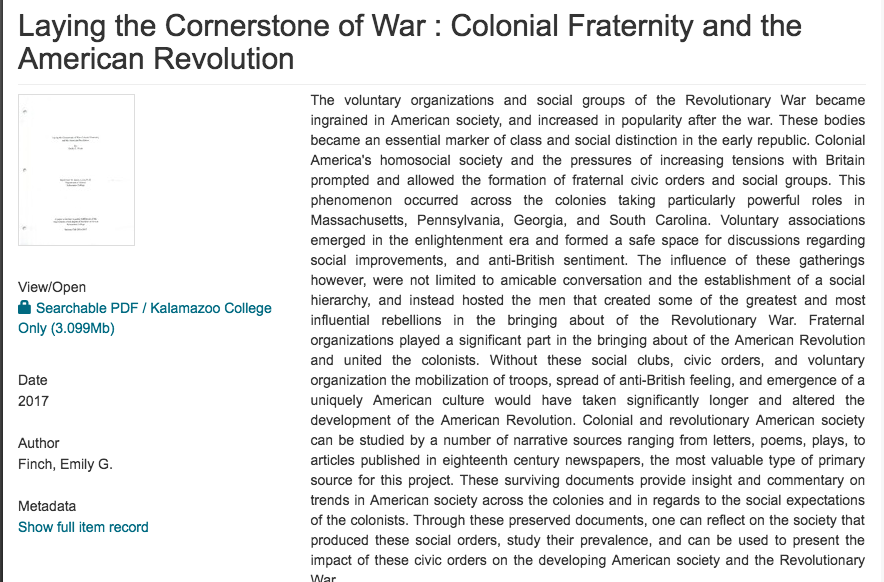 Laying the Cornerstone of War : Colonial Fraternity and the
American Revolution
The voluntary organizations and social groups of the Revolutionary War became
ingrained in American society, and increased in popularity after the war. These bodies
became an essential marker of class and social distinction in the early republic. Colonial
America's homosocial society and the pressures of increasing tensions with Britain
prompted and allowed the formation of fraternal civic orders and social groups. This
phenomenon occurred across the colonies taking particularly powerful roles in
Massachusetts, Pennsylvania, Georgia, and South Carolina. Voluntary associations
emerged in the enlightenment era and formed a safe space for discussions regarding
social improvements, and anti-British sentiment. The influence of these gatherings
however, were not limited to amicable conversation and the establishment of a social
hierarchy, and instead hosted the men that created some of the greatest and most
influential rebellions in the bringing about of the Revolutionary War. Fraternal
organizations played a significant part in the bringing about of the American Revolution
and united the colonists. Without these social clubs, civic orders, and voluntary
organization the mobilization of troops, spread of anti-British feeling, and emergence of a
uniquely American culture would have taken significantly longer and altered the
development of the American Revolution. Colonial and revolutionary American society
can be studied by a number of narrative sources ranging from letters, poems, plays, to
articles published in eighteenth century newspapers, the most valuable type of primary
source for this project. These surviving documents provide insight and commentary on
trends in American society across the colonies and in regards to the social expectations
of the colonists. Through these preserved documents, one can reflect on the society that
produced these social orders, study their prevalence, and can be used to present the
impact of these civic orders on the developing American society and the Revolutionary
War.
View/Open
Searchable PDF / Kalamazoo College
Only (3.099Mb)
Date
2017
Author
Finch, Emily G.
Metadata
Show full item record